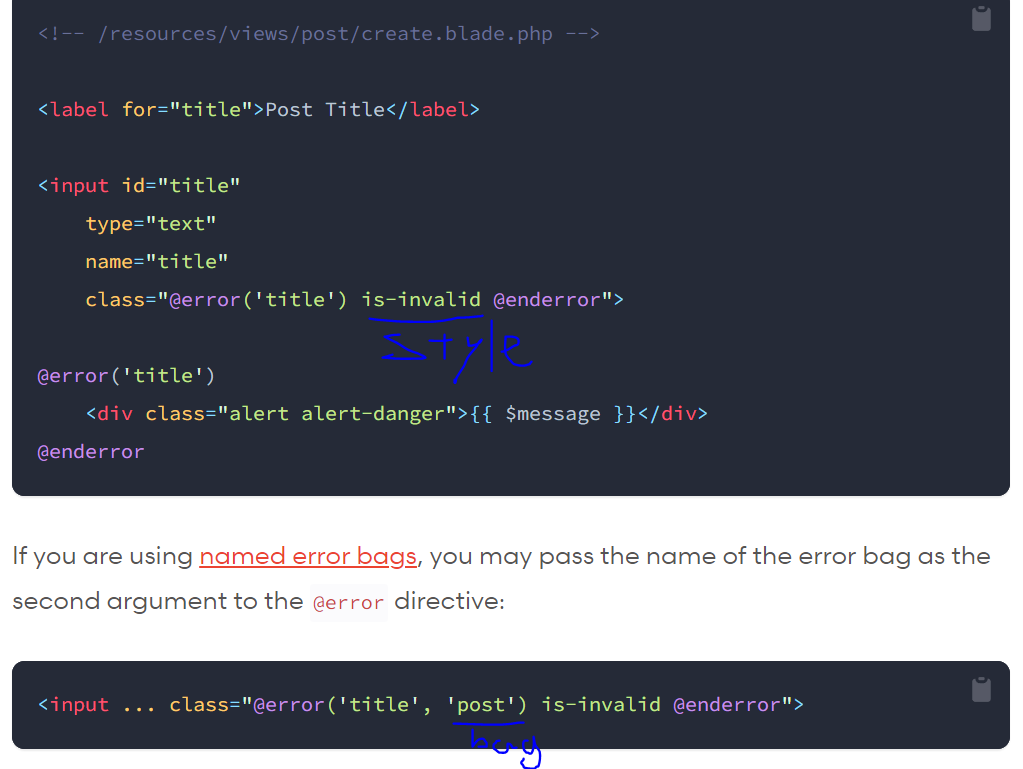 <!-- /resources/views/post/create.blade.php -->
<label for="title">Post Title</label>
<input id="title"
type="text"
name="title"
class="@error('title') is-invalid @enderror">
Style
@error('title')
<div class="alert alert-danger">{{ $message }}</div>
@enderror
If you are using named error bags, you may pass the name of the error bag as the
second argument to the @error directive:
<input ... class="@error('title', 'post') is-invalid @enderror">
bag